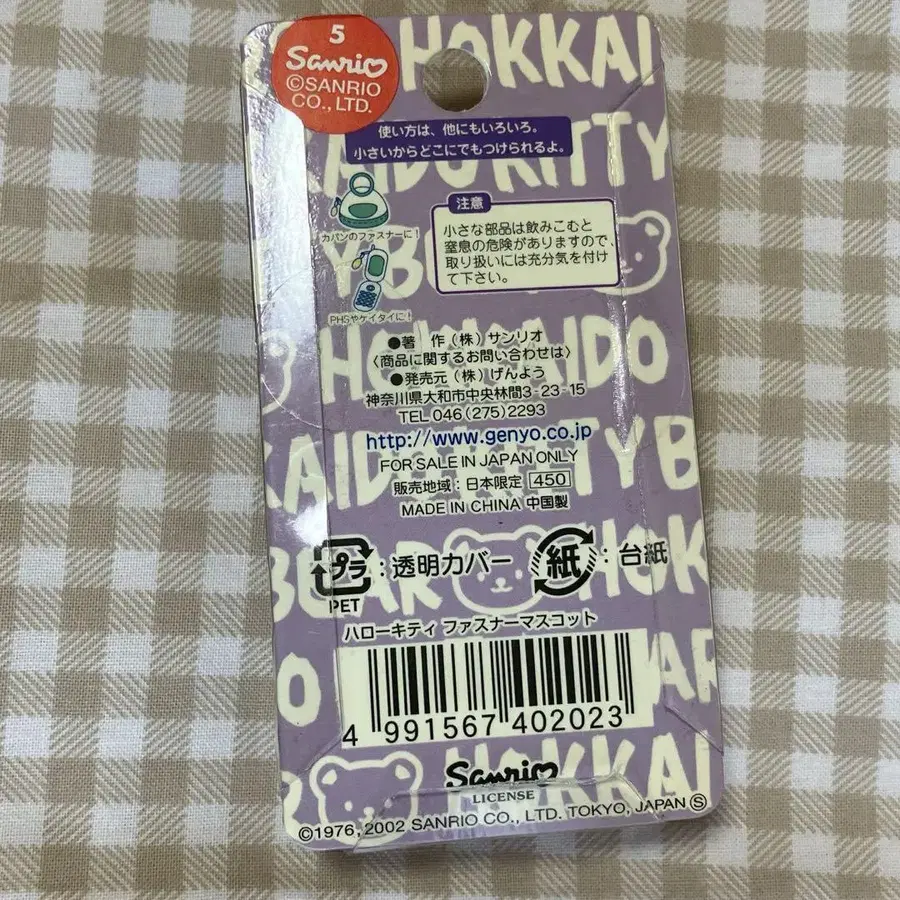 5
Sanrio
©SANRIO
CO., LTD.
HOKKAI
使い方は、他にもいろいろ。
小さいからどこにでもつけられるよ。
KAIDO KITTY
カバンのファスナーに!
注意
小さな部品は飲みこむと
窒息の危険がありますので、
取り扱いには充分気を付け
て下さい。
PHSやケイタイに!
●著 作(株)サンリオ
〈商品に関するお問い合わせは〉
●発売元(株)げんよう
神奈川県大和市中央林間3-23-15
TEL 046(275)2293
HOKKAIDO
http://www.genyo.co.jp
KAIDO KITTY B
FOR SALE IN JAPAN ONLY
販売地域:日本限定 450
MADE IN CHINA 中国製
プラ:透明カバー 紙:台紙
PET
BEAR HOK
ハローキティ ファスナーマスコット
4 991567 402023
Sanrio
LICENSE
HOKKAI
©1976, 2002 SANRIO CO., LTD. TOKYO, JAPAN Ⓢ